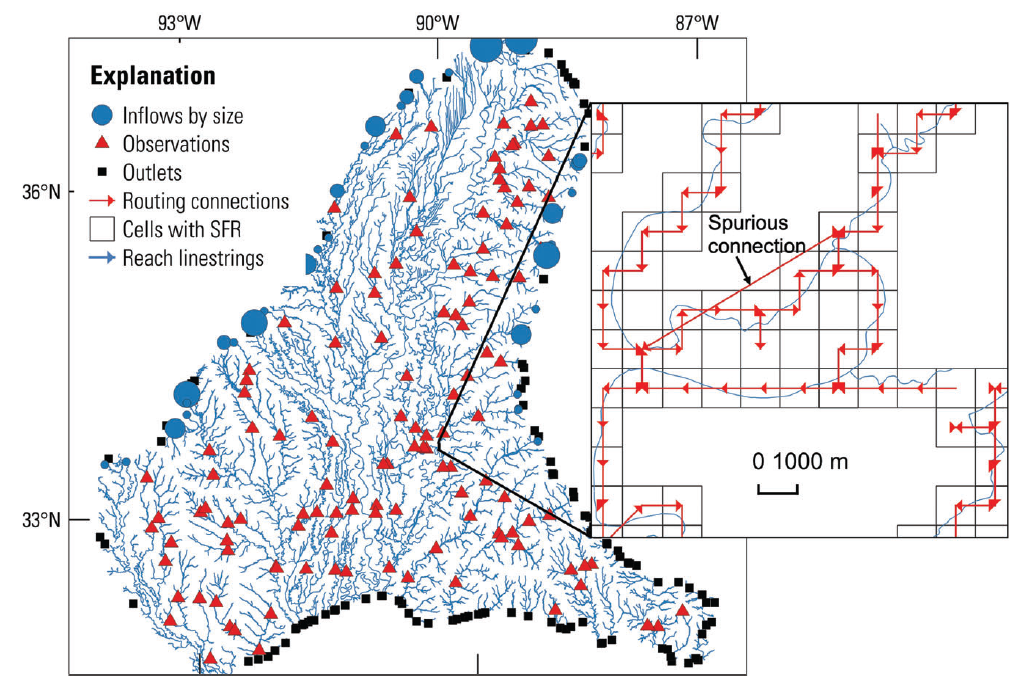 93°W 90°W 87°W
Explanation
Inflows by size
Observations
Outlets
Routing connections
Cells with SFR
Reach linestrings
36°N
33°N
Spurious
connection
0 1000 m